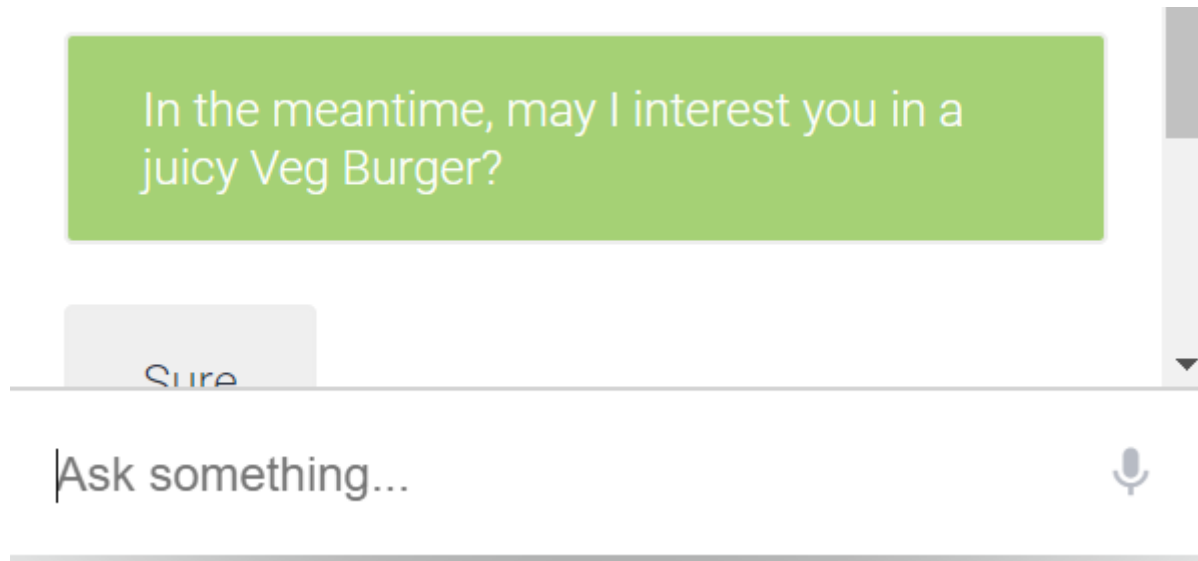 In the meantime, may I interest you in a
juicy Veg Burger?
Sure
Ask something...